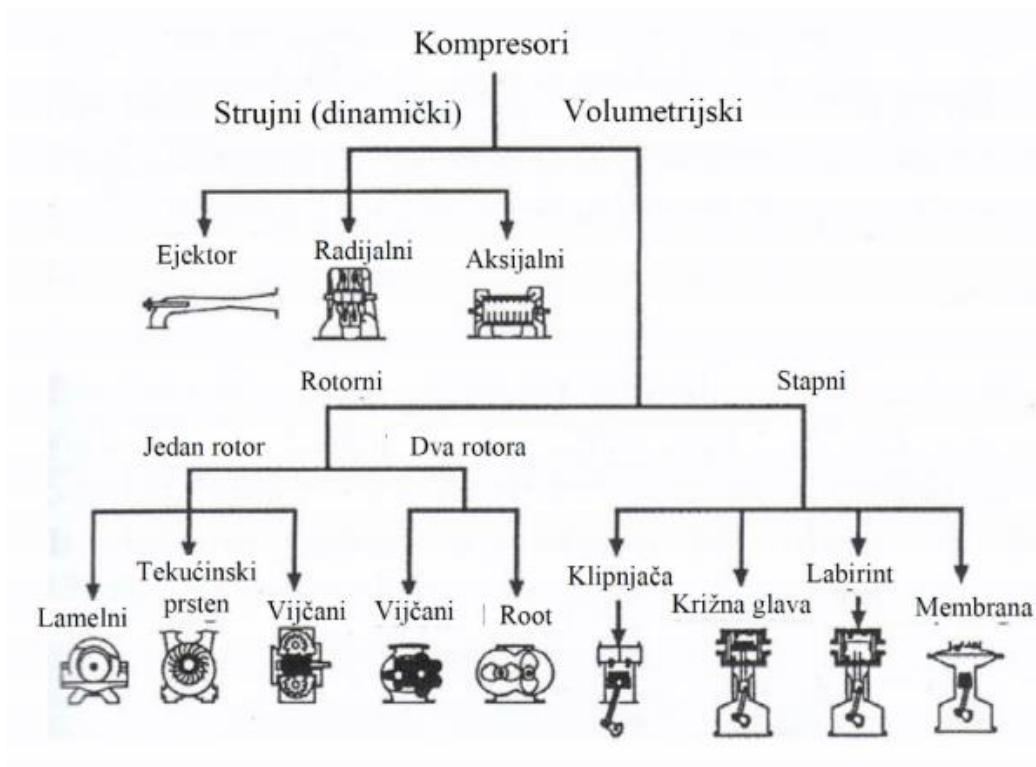 Kompresori
Strujni (dinamički)
Volumetrijski
Ejektor
Radijalni
Aksijalni
Rotorni
Stapni
Jedan rotor
Dva rotora
Lamelni
Tekućinski
prsten
Vijčani
Vijčani
Root
Klipnjača
Križna glava
Labirint
Membrana